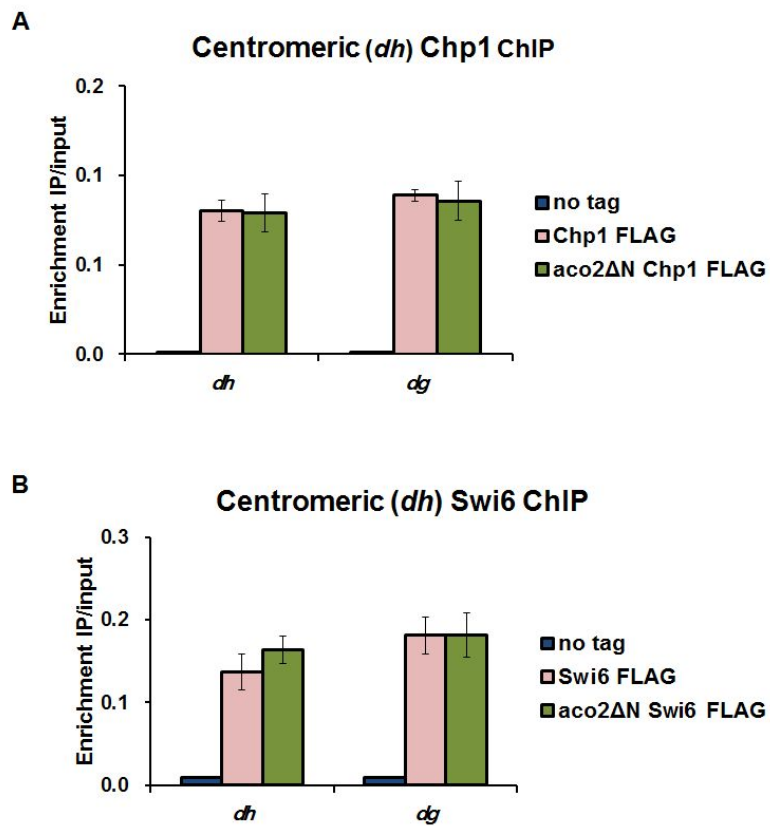 A
Centromeric (dh) Chp1 ChIP
Enrichment IP/input
0.2
0.1
0.1
0.0
dh
dg
no tag
Chp1 FLAG
aco2ΔN Chp1 FLAG
B
Centromeric (dh) Swi6 ChIP
Enrichment IP/input
0.3
0.2
0.1
0.0
dh
dg
no tag
Swi6 FLAG
aco2ΔN Swi6 FLAG